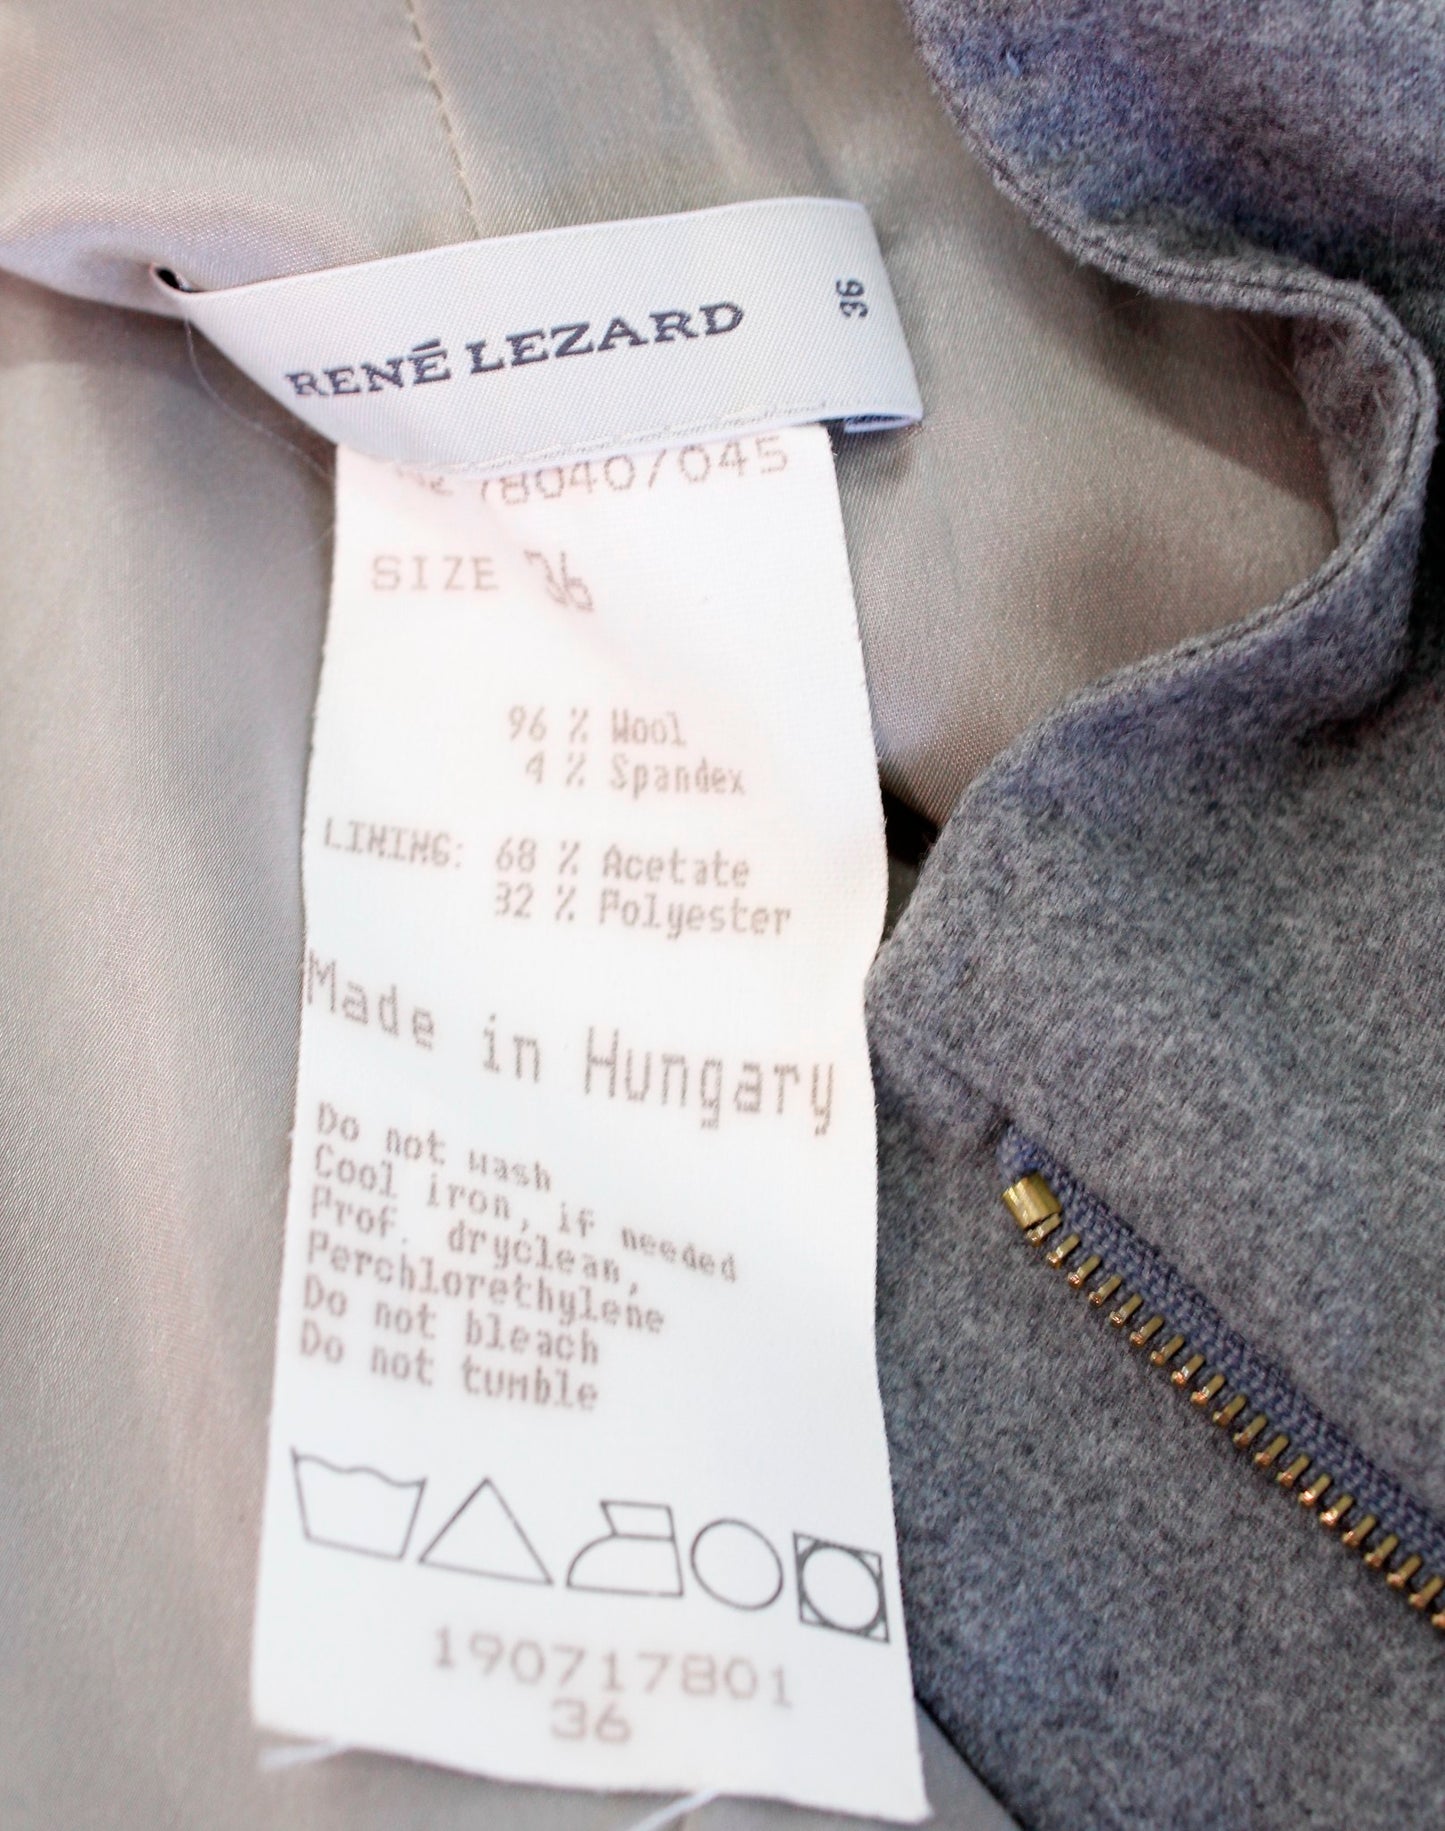 RENÉ LEZARD
36
78040/045
SIZE 36
96 % Wool
4 % Spandex
LINING: 68 % Acetate
32 % Polyester
Made in Hungary
Do not wash
Cool iron, if needed
Prof. dryclean,
Perchlorethylene
Do not bleach
Do not tumble
190717801
36